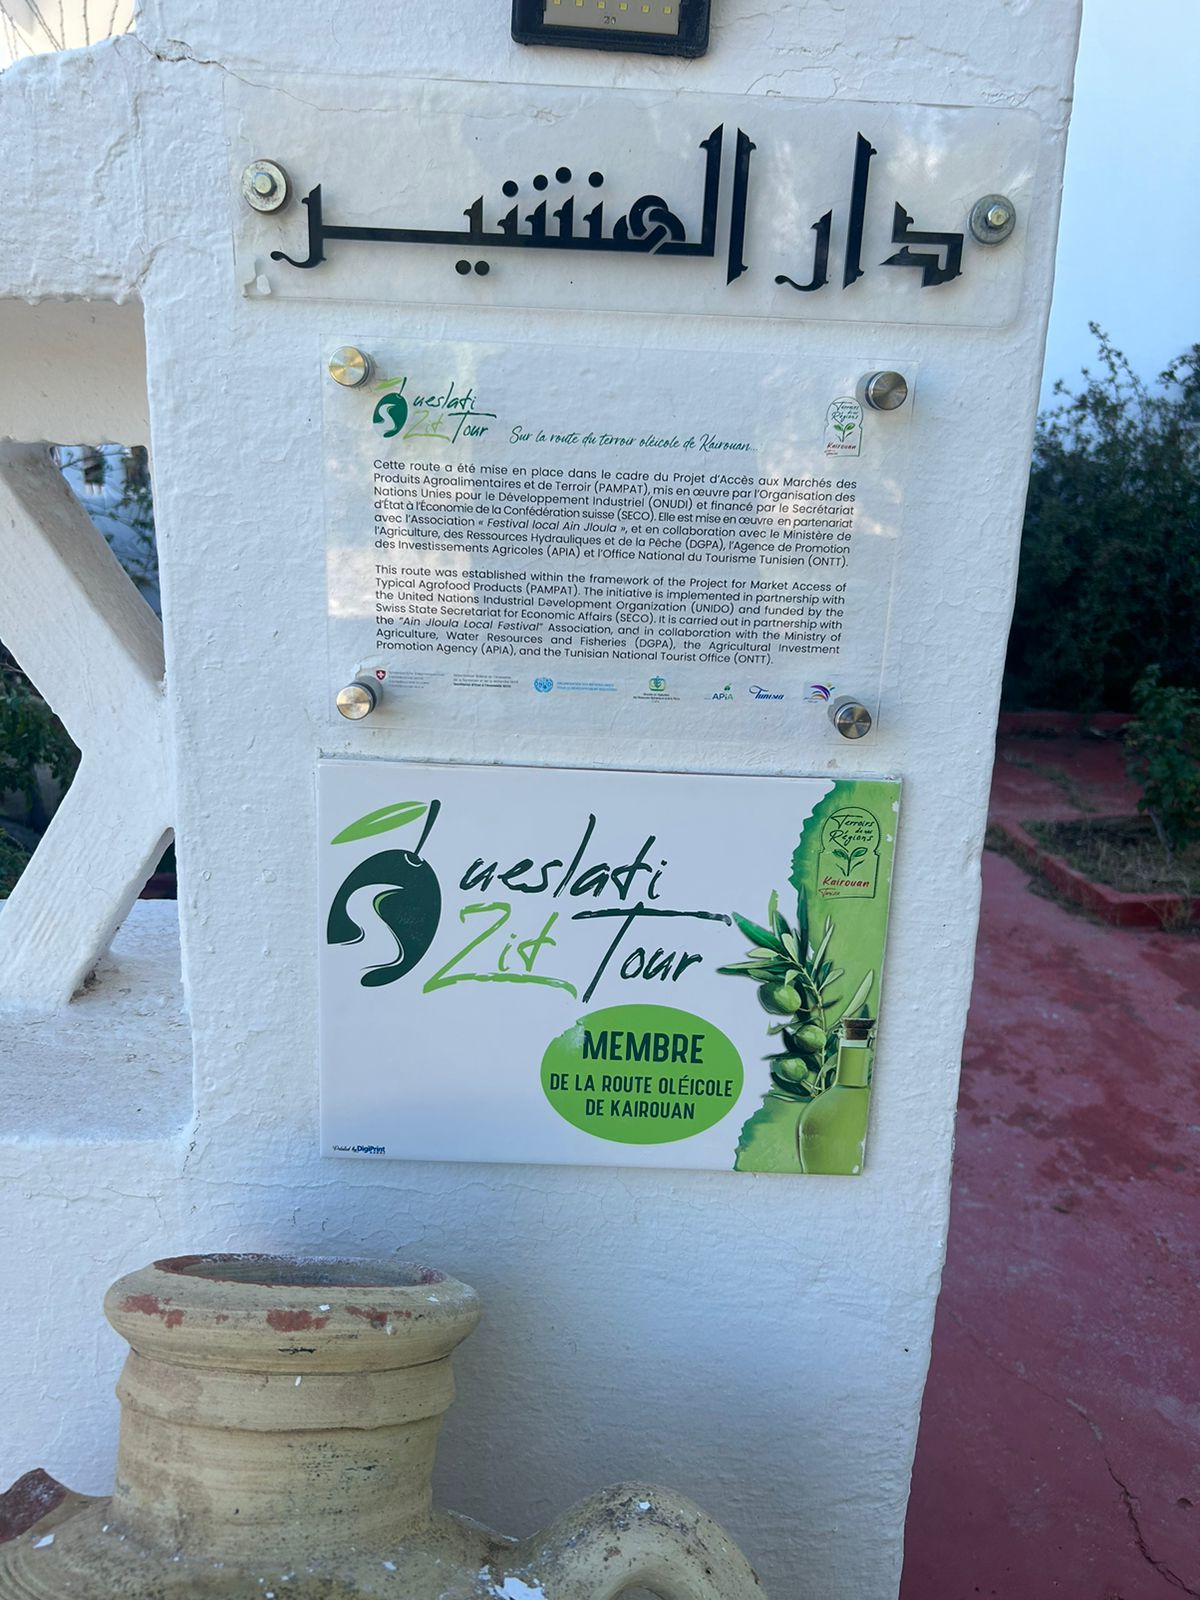 دار الهنشير
Oueslati
Zit Tour
Sur la route du terroir oléicole de Kairouan...
Terroirs
de nos
Régions
Kairouan
Cette route a été mise en place dans le cadre du Projet d'Accès aux Marchés des
Produits Agroalimentaires et de Terroir (PAMPAT), mis en œuvre par l'Organisation des
Nations Unies pour le Développement Industriel (ONUDI) et financé par le Secrétariat
d'État à l'Économie de la Confédération suisse (SECO). Elle est mise en œuvre en partenariat
avec l'Association « Festival local Ain Jloula », et en collaboration avec le Ministère de
l'Agriculture, des Ressources Hydrauliques et de la Pêche (DGPA), l'Agence de Promotion
des Investissements Agricoles (APIA) et l'Office National du Tourisme Tunisien (ONTT).
This route was established within the framework of the Project for Market Access of
Typical Agrofood Products (PAMPAT). The initiative is implemented in partnership with
the United Nations Industrial Development Organization (UNIDO) and funded by the
Swiss State Secretariat for Economic Affairs (SECO). It is carried out in partnership with
the "Ain Jloula Local Festival" Association, and in collaboration with the Ministry of
Agriculture, Water Resources and Fisheries (DGPA), the Agricultural Investment
Promotion Agency (APIA), and the Tunisian National Tourist Office (ONTT).
APiA
Tunisia
Oueslati
Zit Tour
Terroirs
de nos
Régions
Kairouan
MEMBRE
DE LA ROUTE OLÉICOLE
DE KAIROUAN
DigiPrint